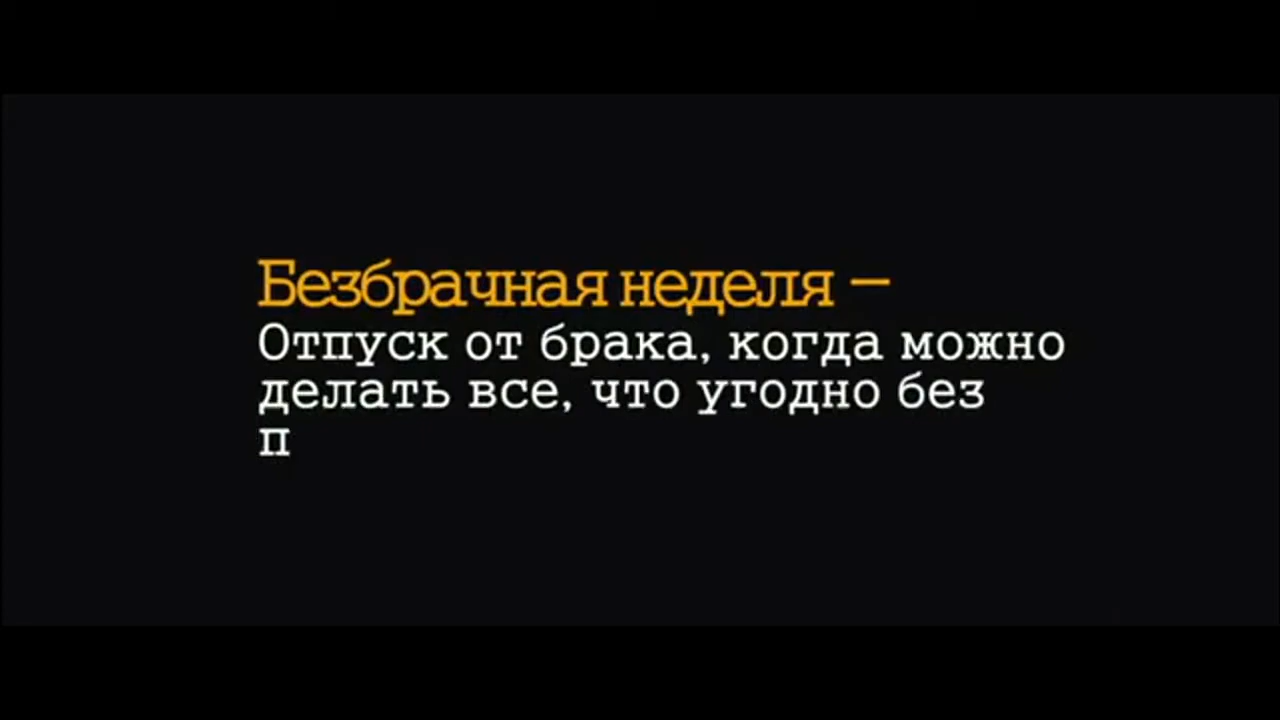 Безбрачная неделя –
Отпуск от брака, когда можно
делать все, что угодно без
п